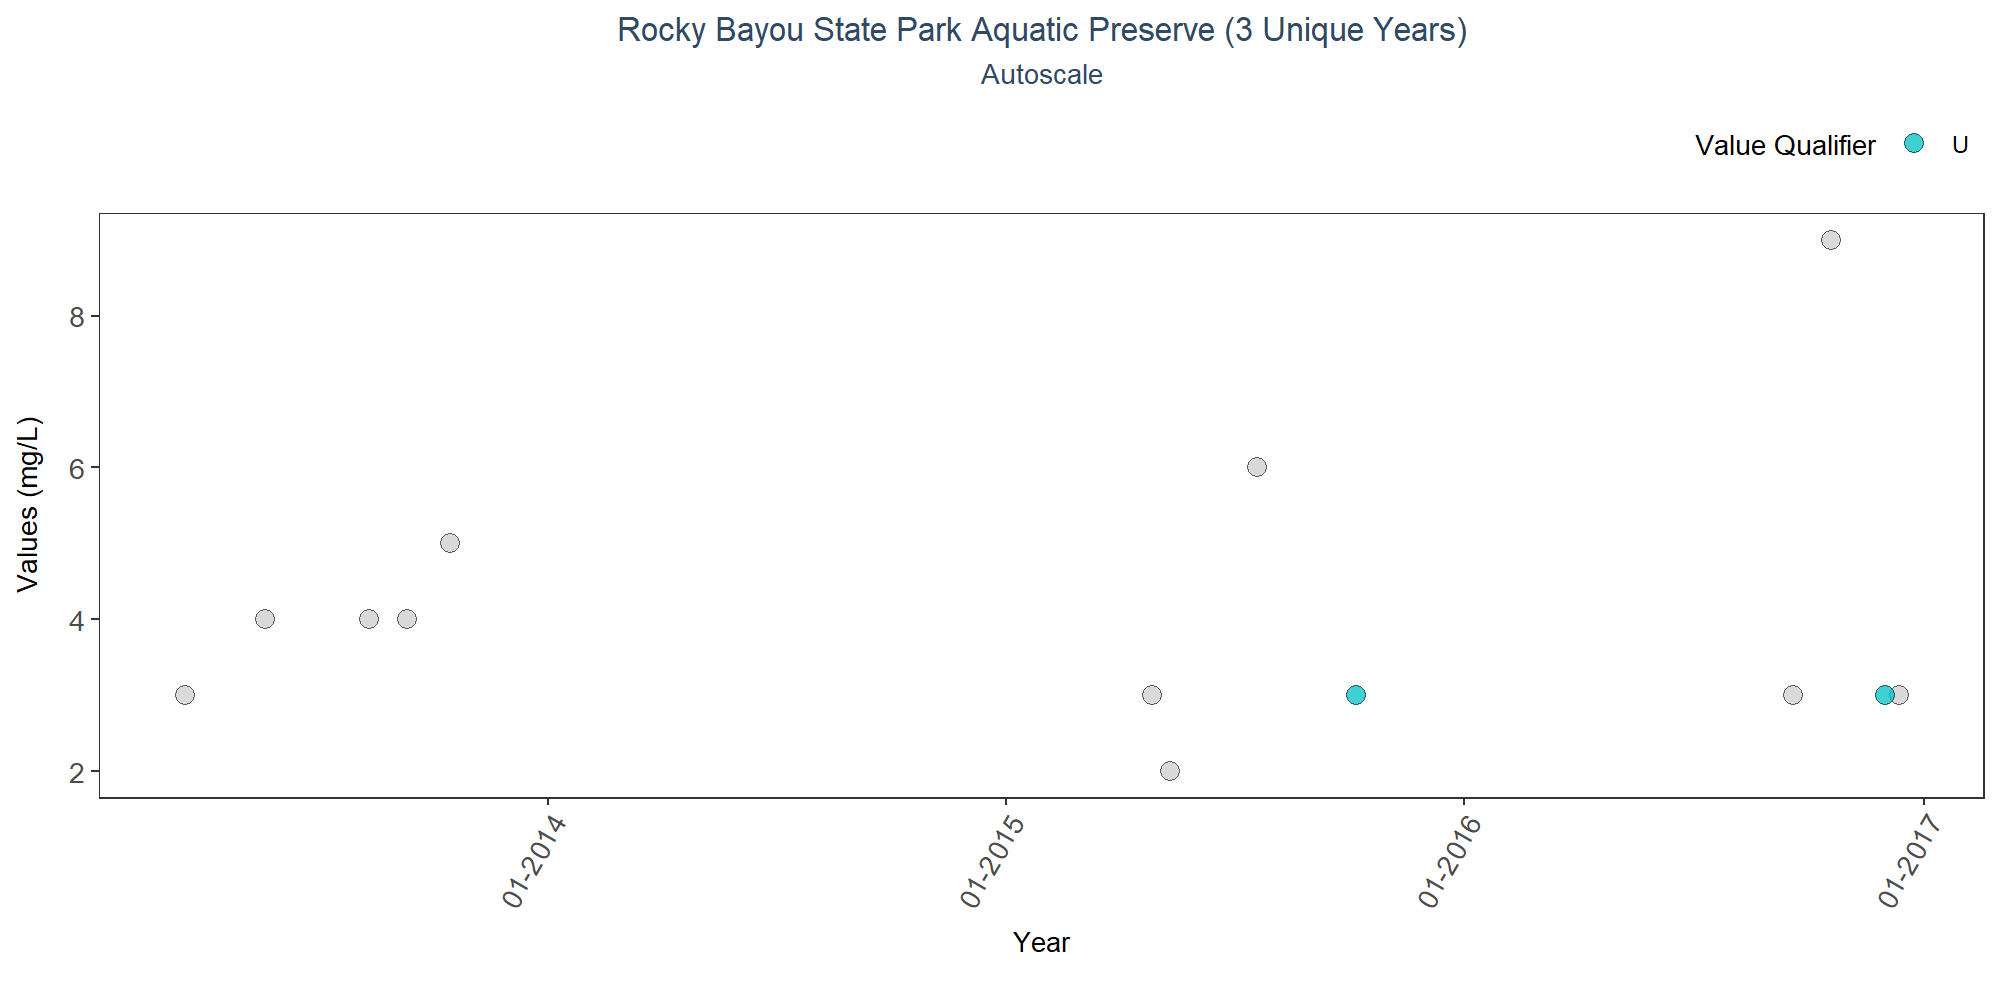 Rocky Bayou State Park Aquatic Preserve (3 Unique Years)
Autoscale
Value Qualifier U
Values (mg/L)
8
6
4
2
01-2014
01-2015
01-2016
01-2017
Year